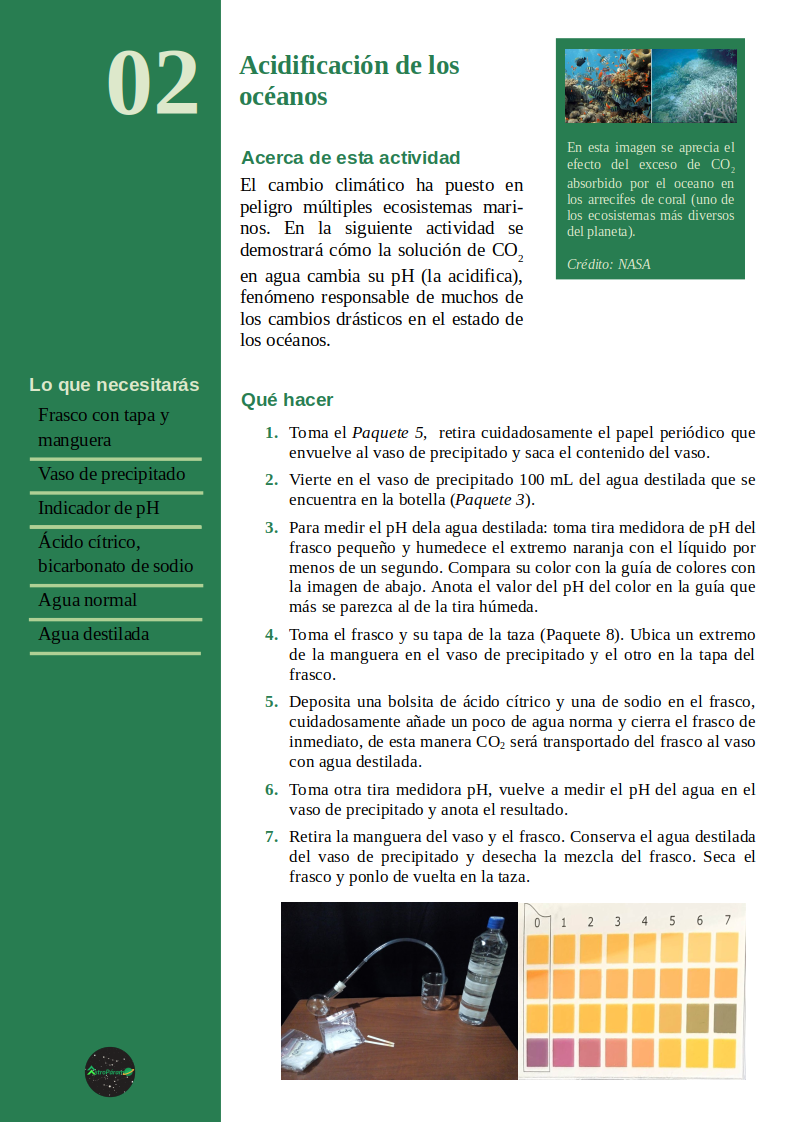 02
Acidificación de los
océanos
En esta imagen se aprecia el
efecto del exceso de CO2
absorbido por el oceano en
los arrecifes de coral (uno de
los ecosistemas más diversos
del planeta).
Crédito: NASA
Acerca de esta actividad
El cambio climático ha puesto en
peligro múltiples ecosistemas mari-
nos. En la siguiente actividad se
demostrará cómo la solución de CO2
en agua cambia su pH (la acidifica),
fenómeno responsable de muchos de
los cambios drásticos en el estado de
los océanos.
Lo que necesitarás
Frasco con tapa y
manguera
Vaso de precipitado
Indicador de pH
Ácido cítrico,
bicarbonato de sodio
Agua normal
Agua destilada
Qué hacer
1. Toma el Paquete 5, retira cuidadosamente el papel periódico que
envuelve al vaso de precipitado y saca el contenido del vaso.
2. Vierte en el vaso de precipitado 100 mL del agua destilada que se
encuentra en la botella (Paquete 3).
3. Para medir el pH dela agua destilada: toma tira medidora de pH del
frasco pequeño y humedece el extremo naranja con el líquido por
menos de un segundo. Compara su color con la guía de colores con
la imagen de abajo. Anota el valor del pH del color en la guía que
más se parezca al de la tira húmeda.
4. Toma el frasco y su tapa de la taza (Paquete 8). Ubica un extremo
de la manguera en el vaso de precipitado y el otro en la tapa del
frasco.
5. Deposita una bolsita de ácido cítrico y una de sodio en el frasco,
cuidadosamente añade un poco de agua norma y cierra el frasco de
inmediato, de esta manera CO2 será transportado del frasco al vaso
con agua destilada.
6. Toma otra tira medidora pH, vuelve a medir el pH del agua en el
vaso de precipitado y anota el resultado.
7. Retira la manguera del vaso y el frasco. Conserva el agua destilada
del vaso de precipitado y desecha la mezcla del frasco. Seca el
frasco y ponlo de vuelta en la taza.
0 1 2 3 4 5 6 7